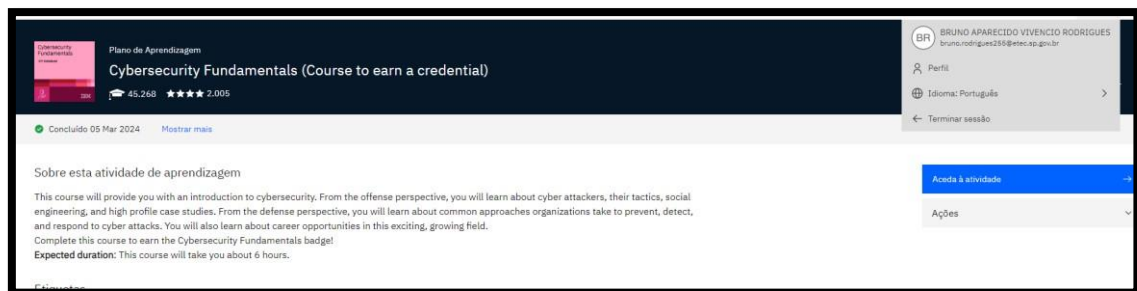 Cybersecurity
Fundamentals
IBM
Plano de Aprendizagem
Cybersecurity Fundamentals (Course to earn a credential)
45.268 ★★★★ 2.005
BR
BRUNO APARECIDO VIVENCIO RODRIGUES
bruno.rodrigues256@etec.sp.gov.br
Perfil
Idioma: Português
Terminar sessão
Concluído 05 Mar 2024 Mostrar mais
Sobre esta atividade de aprendizagem
This course will provide you with an introduction to cybersecurity. From the offense perspective, you will learn about cyber attackers, their tactics, social
engineering, and high profile case studies. From the defense perspective, you will learn about common approaches organizations take to prevent, detect,
and respond to cyber attacks. You will also learn about career opportunities in this exciting, growing field.
Complete this course to earn the Cybersecurity Fundamentals badge!
Expected duration: This course will take you about 6 hours.
Aceda à atividade
Ações
Etiquetas